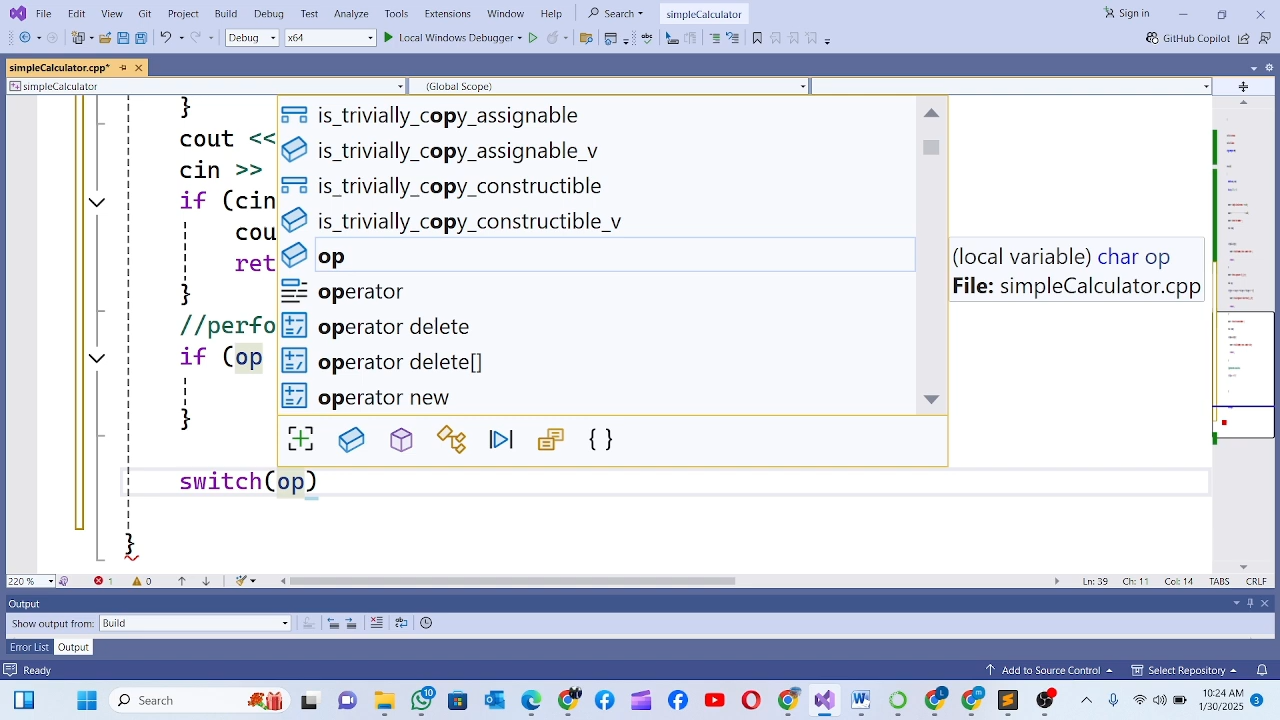 File Edit View Git Project Build Debug Test Analyze Tools Extensions Window Help Search simpleCalculator Sign in
Debug x64 Local Windows Debugger GitHub Copilot
simpleCalculator.cpp*
simpleCalculator (Global Scope)
}
cout <<
cin >>
if (cin
cou
ret
}
//perfo
if (op
}
switch(op)
}
is_trivially_copy_assignable
is_trivially_copy_assignable_v
is_trivially_copy_constructible
is_trivially_copy_constructible_v
op
operator
operator delete
operator delete[]
operator new
{ }
(local variable) char op
File: simpleCalculator.cpp
220 % 1 0 Ln: 39 Ch: 11 Col: 14 TABS CRLF
Output
Show output from: Build
Error List Output
Ready Add to Source Control Select Repository
Search 10 10:24 AM
1/30/2025 3